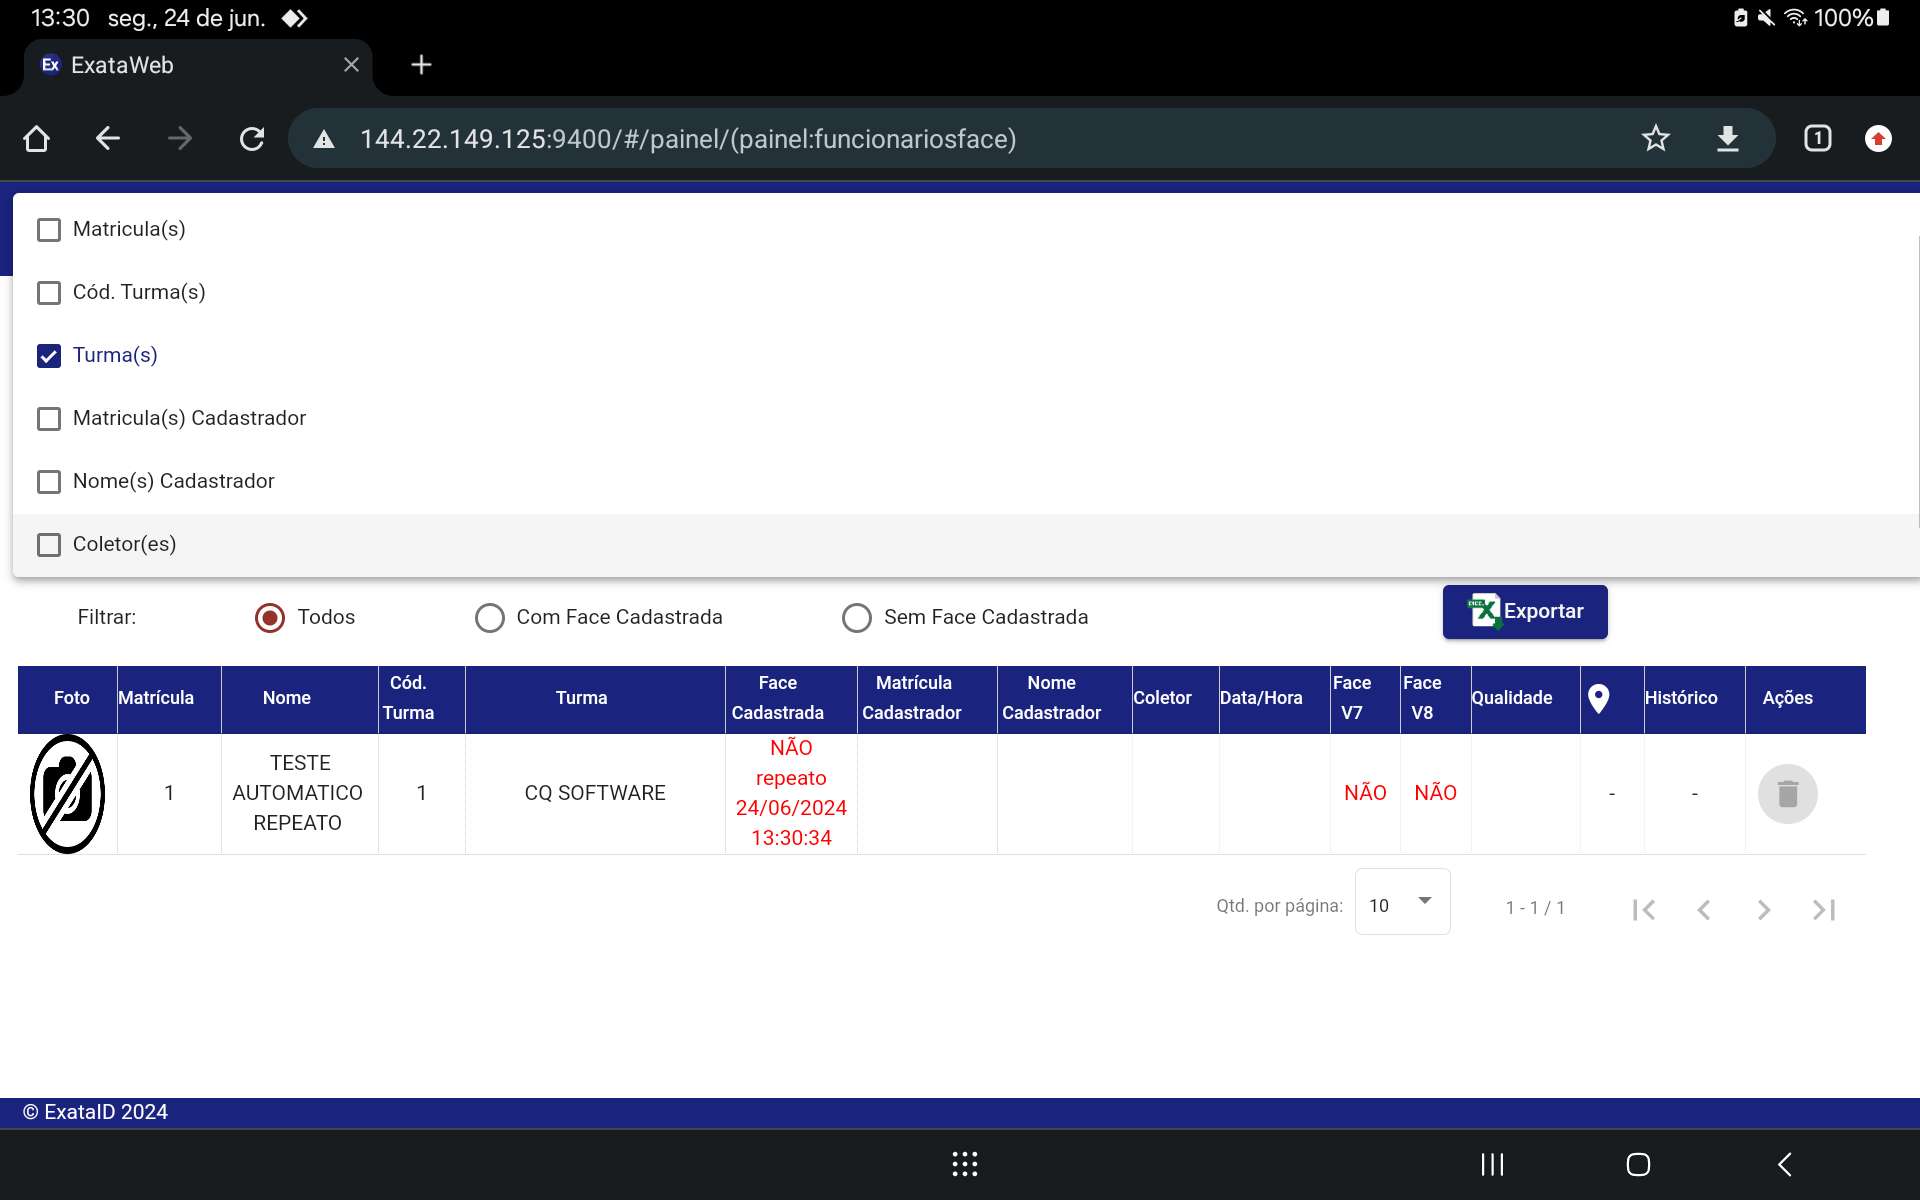 13:30 seg., 24 de jun. 100%
Ex ExataWeb
144.22.149.125:9400/#/painel/(painel:funcionariosface) 1
Matricula(s)
Cód. Turma(s)
Turma(s)
Matricula(s) Cadastrador
Nome(s) Cadastrador
Coletor(es)
Filtrar: Todos Com Face Cadastrada Sem Face Cadastrada Exportar
Foto Matrícula Nome Cód. Turma Turma Face Cadastrada Matrícula Cadastrador Nome Cadastrador Coletor Data/Hora Face V7 Face V8 Qualidade Histórico Ações
1 TESTE AUTOMATICO REPEATO 1 CQ SOFTWARE NÃO repeato 24/06/2024 13:30:34 NÃO NÃO - -
Qtd. por página: 10 1 - 1 / 1
© ExataID 2024